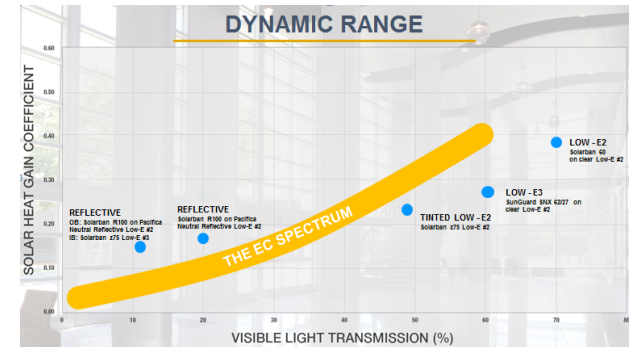 DYNAMIC RANGE
SOLAR HEAT GAIN COEFFICIENT
0.60
0.50
0.40
0.30
0.20
0.10
0.00
LOW - E2
Solarban 60
on clear Low-E #2
LOW - E3
SunGuard SNX 62/27 on
clear Low-E #2
REFLECTIVE
OB: Solarban R100 on Pacifica
Neutral Reflective Low-E #2
IB: Solarban z75 Low-E #3
REFLECTIVE
Solarban R100 on Pacifica
Neutral Reflective Low-E #2
TINTED LOW - E2
Solarban z75 Low-E #2
THE EC SPECTRUM
0 10 20 30 40 50 60 70 80
VISIBLE LIGHT TRANSMISSION (%)